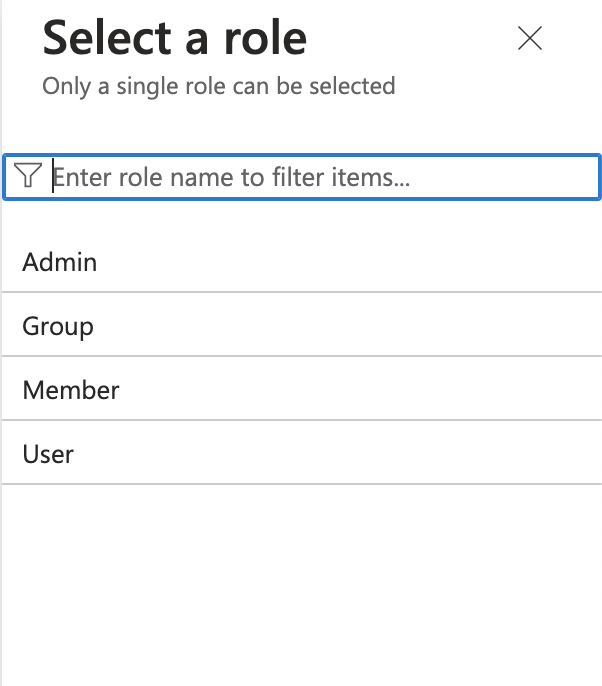 Select a role
Only a single role can be selected
Enter role name to filter items...
Admin
Group
Member
User